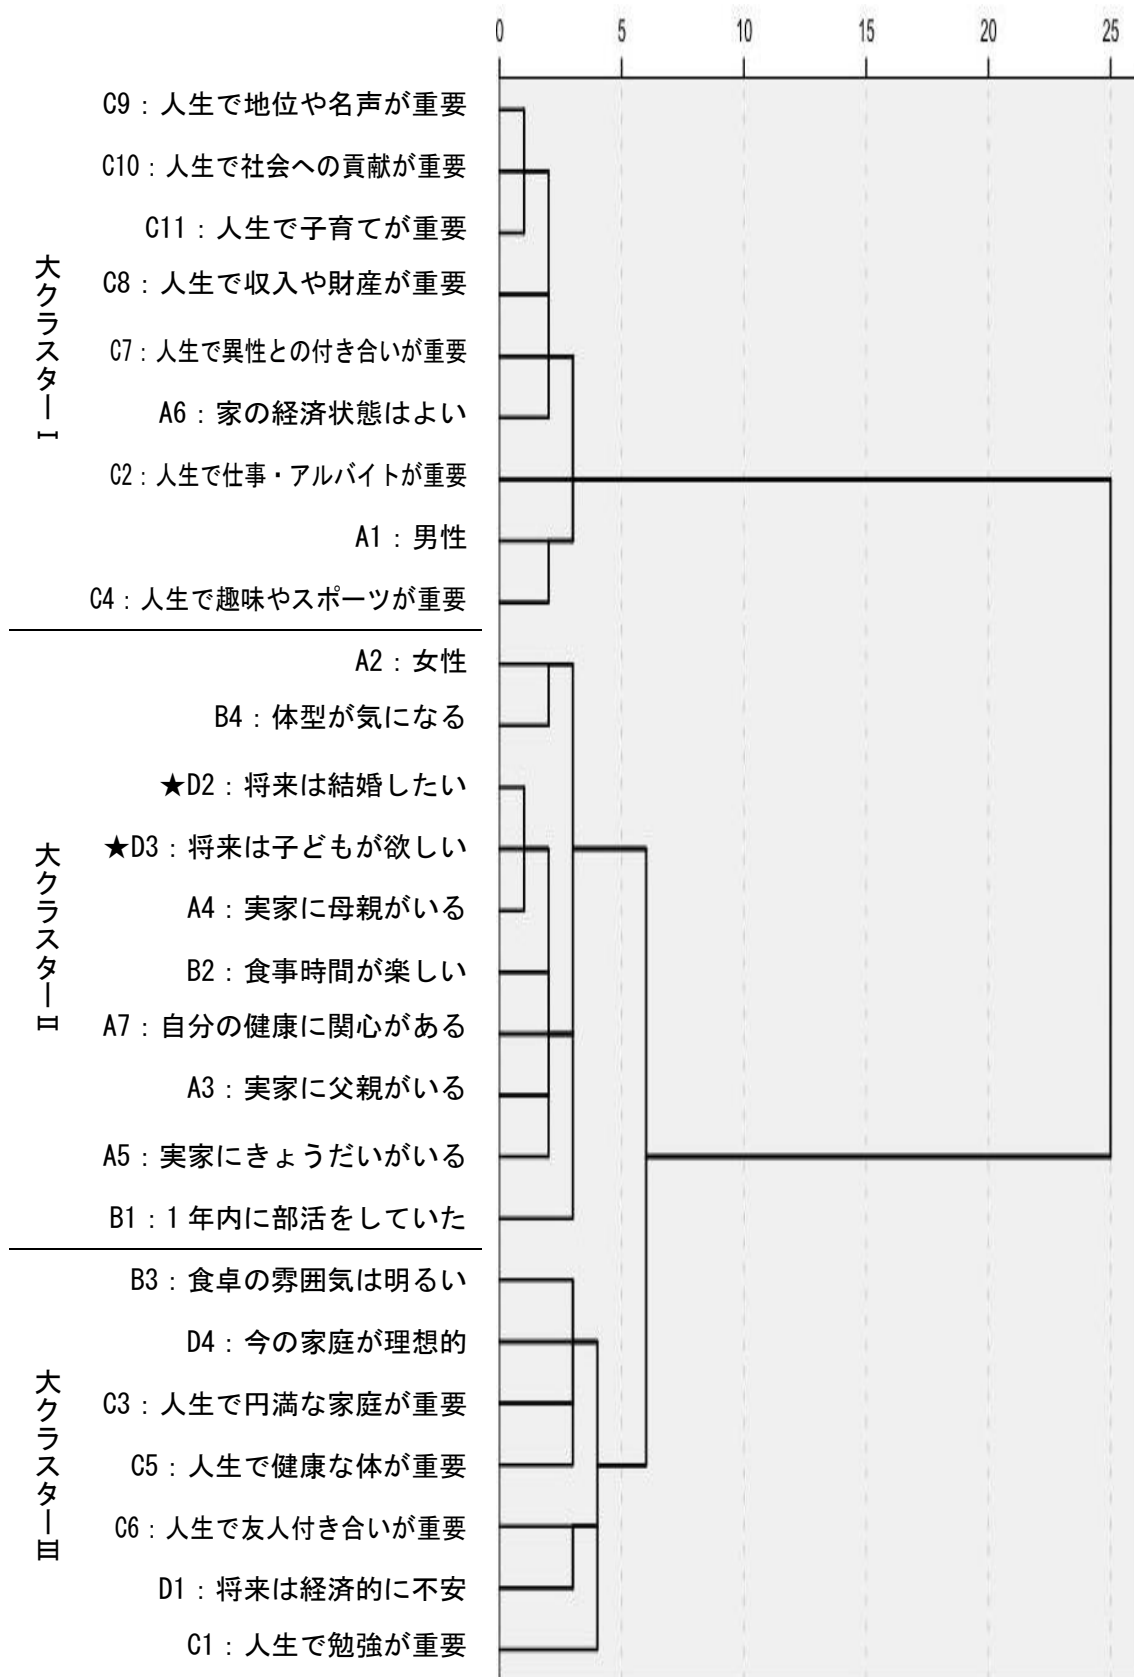 0 5 10 15 20 25
C9：人生で地位や名声が重要
C10：人生で社会への貢献が重要
C11：人生で子育てが重要
C8：人生で収入や財産が重要
C7：人生で異性との付き合いが重要
A6：家の経済状態はよい
C2：人生で仕事・アルバイトが重要
A1：男性
C4：人生で趣味やスポーツが重要
大クラスターⅠ
A2：女性
B4：体型が気になる
★D2：将来は結婚したい
★D3：将来は子どもが欲しい
A4：実家に母親がいる
B2：食事時間が楽しい
A7：自分の健康に関心がある
A3：実家に父親がいる
A5：実家にきょうだいがいる
B1：1年内に部活をしていた
大クラスターⅡ
B3：食卓の雰囲気は明るい
D4：今の家庭が理想的
C3：人生で円満な家庭が重要
C5：人生で健康な体が重要
C6：人生で友人付き合いが重要
D1：将来は経済的に不安
C1：人生で勉強が重要
大クラスターⅢ